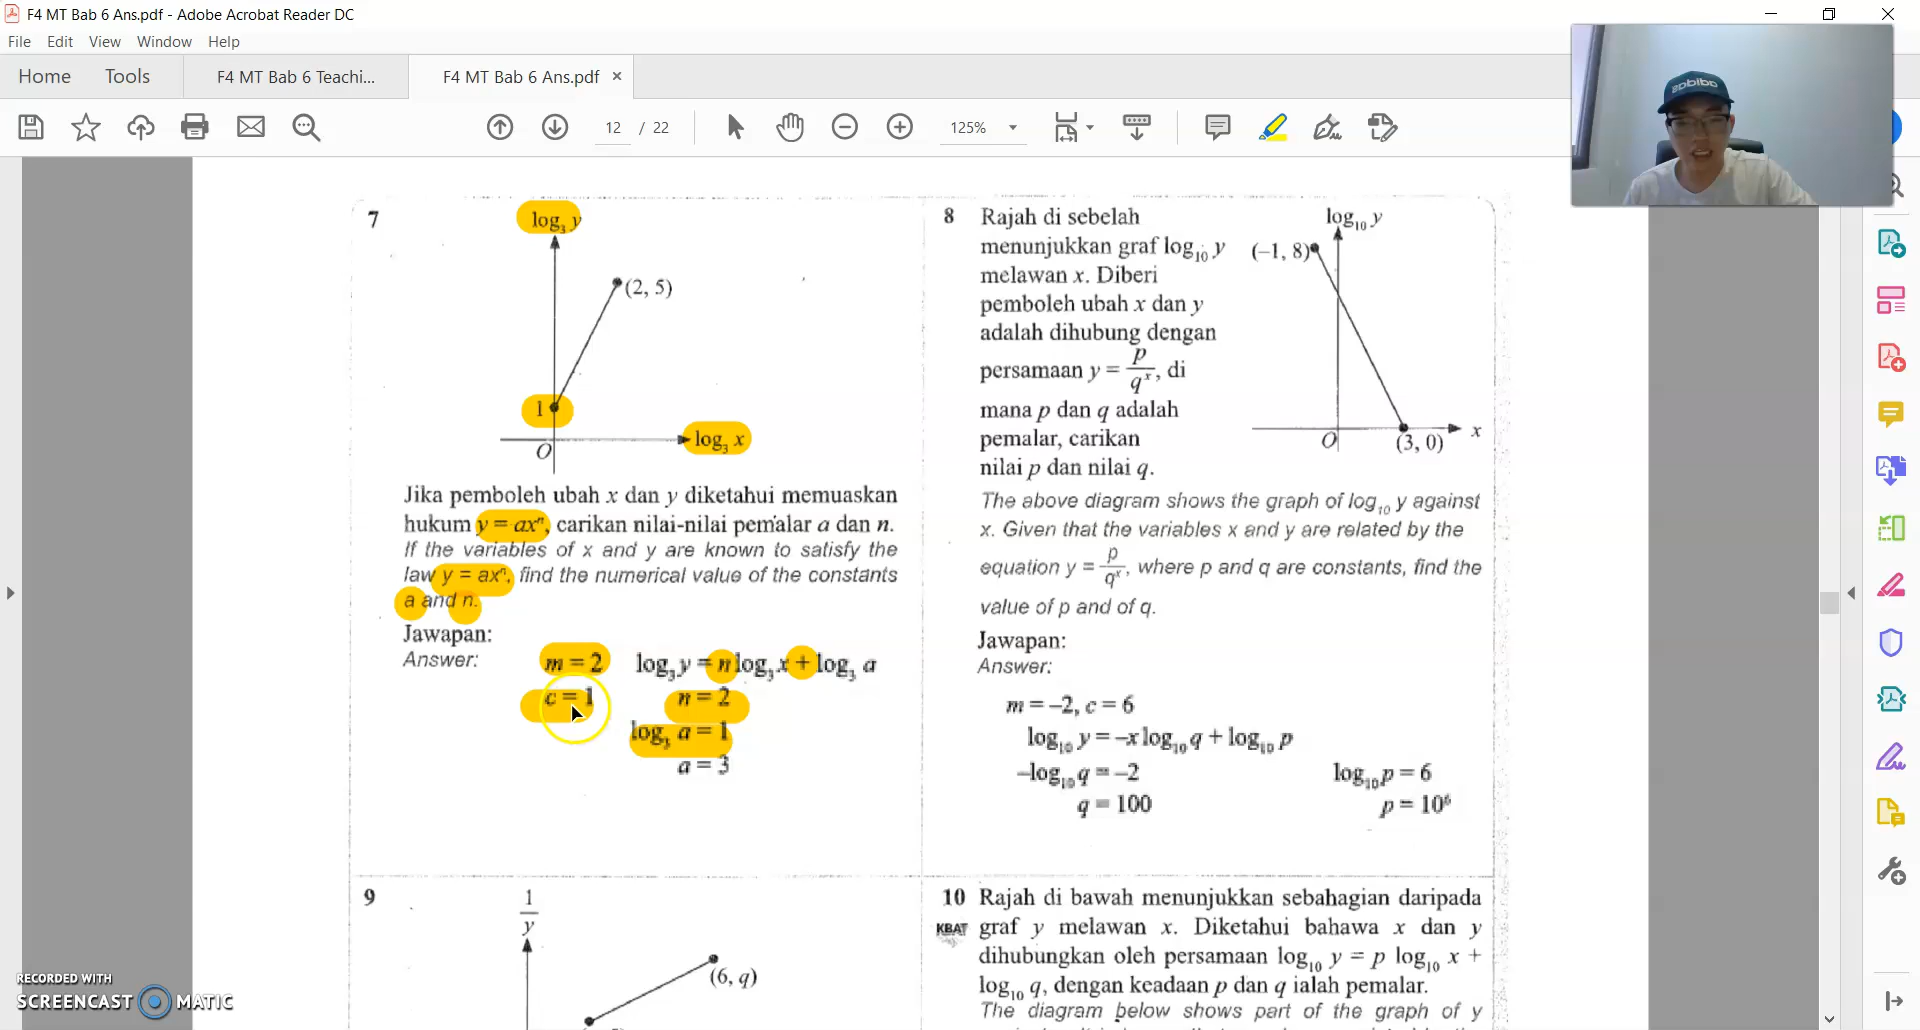 F4 MT Bab 6 Ans.pdf - Adobe Acrobat Reader DC
File Edit View Window Help
Home Tools F4 MT Bab 6 Teachi... F4 MT Bab 6 Ans.pdf ×
12 / 22 125%
7
log₃ y
(2, 5)
1
log₃ x
O
Jika pemboleh ubah x dan y diketahui memuaskan
hukum y = axⁿ, carikan nilai-nilai pemalar a dan n.
If the variables of x and y are known to satisfy the
law y = axⁿ, find the numerical value of the constants
a and n.
Jawapan:
Answer:
m = 2 log₃ y = n log₃ x + log₃ a
c = 1 n = 2
log₃ a = 1
a = 3
8 Rajah di sebelah
menunjukkan graf log₁₀ y
melawan x. Diberi
pemboleh ubah x dan y
adalah dihubung dengan
persamaan y = p/qˣ, di
mana p dan q adalah
pemalar, carikan
nilai p dan nilai q.
log₁₀ y
(–1, 8)
O
(3, 0)
x
The above diagram shows the graph of log₁₀ y against
x. Given that the variables x and y are related by the
equation y = p/qˣ, where p and q are constants, find the
value of p and of q.
Jawapan:
Answer:
m = –2, c = 6
log₁₀ y = –x log₁₀ q + log₁₀ p
–log₁₀ q = –2 log₁₀ p = 6
q = 100 p = 10⁶
9
1/y
(6, q)
10 Rajah di bawah menunjukkan sebahagian daripada
KBAT graf y melawan x. Diketahui bahawa x dan y
dihubungkan oleh persamaan log₁₀ y = p log₁₀ x +
log₁₀ q, dengan keadaan p dan q ialah pemalar.
The diagram below shows part of the graph of y
RECORDED WITH
SCREENCAST MATIC